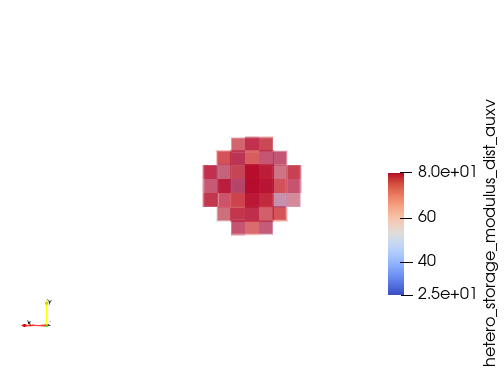 8.0e+01
60
40
2.5e+01
hetero_storage_modulus_dist_auxv
Y
X